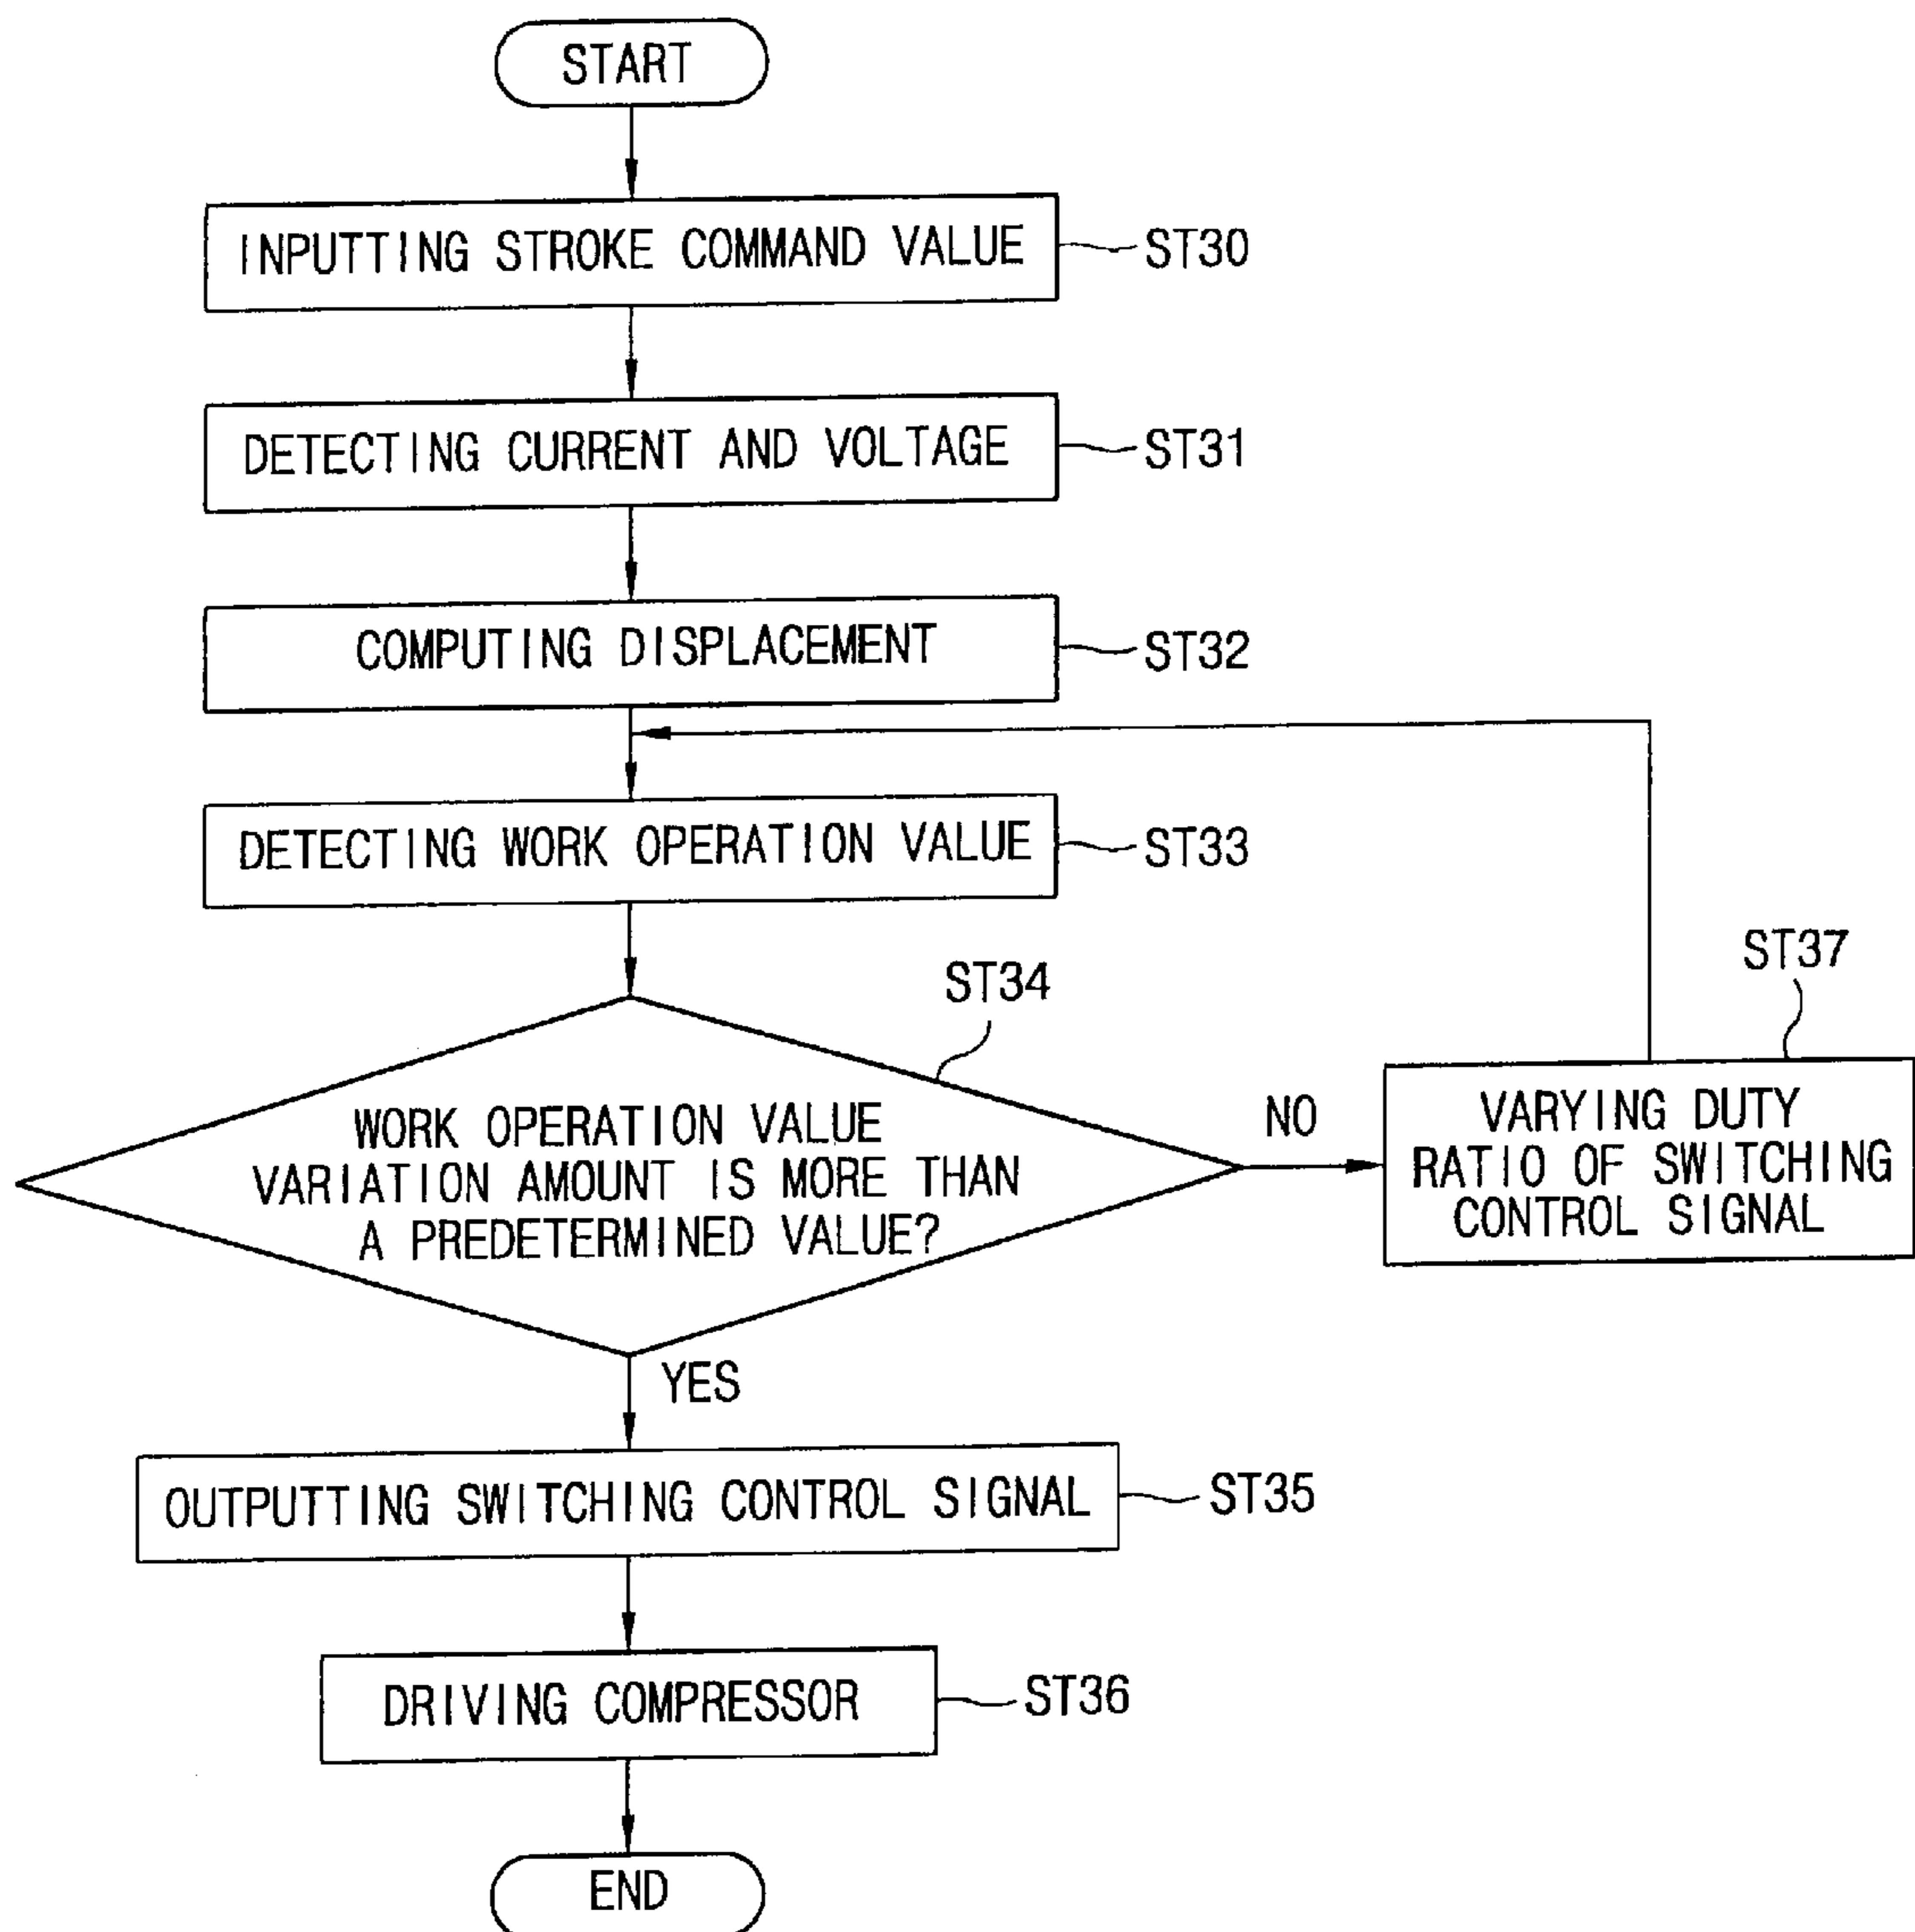 START
INPUTTING STROKE COMMAND VALUE
ST30
DETECTING CURRENT AND VOLTAGE
ST31
COMPUTING DISPLACEMENT
ST32
DETECTING WORK OPERATION VALUE
ST33
ST34
WORK OPERATION VALUE
VARIATION AMOUNT IS MORE THAN
A PREDETERMINED VALUE?
NO
ST37
VARYING DUTY
RATIO OF SWITCHING
CONTROL SIGNAL
YES
OUTPUTTING SWITCHING CONTROL SIGNAL
ST35
DRIVING COMPRESSOR
ST36
END